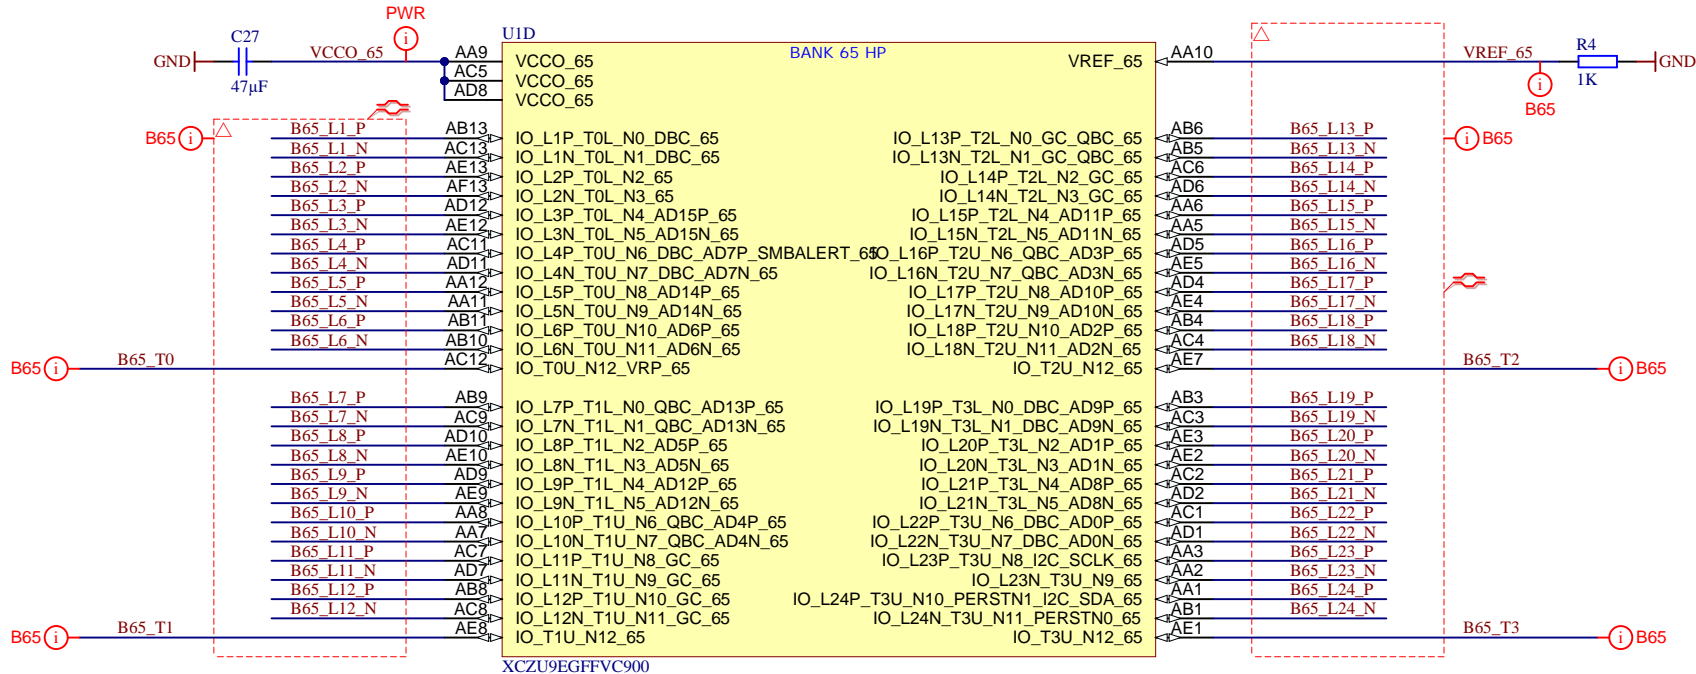 PWR
U1D
BANK 65 HP
GND C27 47µF VCCO_65 AA9 VCCO_65 VREF_65 AA10 VREF_65 R4 1K GND
AC5 VCCO_65
AD8 VCCO_65
B65
B65 B65_L1_P AB13 IO_L1P_T0L_N0_DBC_65 IO_L13P_T2L_N0_GC_QBC_65 AB6 B65_L13_P B65
B65_L1_N AC13 IO_L1N_T0L_N1_DBC_65 IO_L13N_T2L_N1_GC_QBC_65 AB5 B65_L13_N
B65_L2_P AE13 IO_L2P_T0L_N2_65 IO_L14P_T2L_N2_GC_65 AC6 B65_L14_P
B65_L2_N AF13 IO_L2N_T0L_N3_65 IO_L14N_T2L_N3_GC_65 AD6 B65_L14_N
B65_L3_P AD12 IO_L3P_T0L_N4_AD15P_65 IO_L15P_T2L_N4_AD11P_65 AA6 B65_L15_P
B65_L3_N AE12 IO_L3N_T0L_N5_AD15N_65 IO_L15N_T2L_N5_AD11N_65 AA5 B65_L15_N
B65_L4_P AC11 IO_L4P_T0U_N6_DBC_AD7P_SMBALERT_65 IO_L16P_T2U_N6_QBC_AD3P_65 AD5 B65_L16_P
B65_L4_N AD11 IO_L4N_T0U_N7_DBC_AD7N_65 IO_L16N_T2U_N7_QBC_AD3N_65 AE5 B65_L16_N
B65_L5_P AA12 IO_L5P_T0U_N8_AD14P_65 IO_L17P_T2U_N8_AD10P_65 AD4 B65_L17_P
B65_L5_N AA11 IO_L5N_T0U_N9_AD14N_65 IO_L17N_T2U_N9_AD10N_65 AE4 B65_L17_N
B65_L6_P AB11 IO_L6P_T0U_N10_AD6P_65 IO_L18P_T2U_N10_AD2P_65 AB4 B65_L18_P
B65_L6_N AB10 IO_L6N_T0U_N11_AD6N_65 IO_L18N_T2U_N11_AD2N_65 AC4 B65_L18_N
B65 B65_T0 AC12 IO_T0U_N12_VRP_65 IO_T2U_N12_65 AE7 B65_T2 B65
B65_L7_P AB9 IO_L7P_T1L_N0_QBC_AD13P_65 IO_L19P_T3L_N0_DBC_AD9P_65 AB3 B65_L19_P
B65_L7_N AC9 IO_L7N_T1L_N1_QBC_AD13N_65 IO_L19N_T3L_N1_DBC_AD9N_65 AC3 B65_L19_N
B65_L8_P AD10 IO_L8P_T1L_N2_AD5P_65 IO_L20P_T3L_N2_AD1P_65 AE3 B65_L20_P
B65_L8_N AE10 IO_L8N_T1L_N3_AD5N_65 IO_L20N_T3L_N3_AD1N_65 AE2 B65_L20_N
B65_L9_P AD9 IO_L9P_T1L_N4_AD12P_65 IO_L21P_T3L_N4_AD8P_65 AC2 B65_L21_P
B65_L9_N AE9 IO_L9N_T1L_N5_AD12N_65 IO_L21N_T3L_N5_AD8N_65 AD2 B65_L21_N
B65_L10_P AA8 IO_L10P_T1U_N6_QBC_AD4P_65 IO_L22P_T3U_N6_DBC_AD0P_65 AC1 B65_L22_P
B65_L10_N AA7 IO_L10N_T1U_N7_QBC_AD4N_65 IO_L22N_T3U_N7_DBC_AD0N_65 AD1 B65_L22_N
B65_L11_P AC7 IO_L11P_T1U_N8_GC_65 IO_L23P_T3U_N8_I2C_SCLK_65 AA3 B65_L23_P
B65_L11_N AD7 IO_L11N_T1U_N9_GC_65 IO_L23N_T3U_N9_65 AA2 B65_L23_N
B65_L12_P AB8 IO_L12P_T1U_N10_GC_65 IO_L24P_T3U_N10_PERSTN1_I2C_SDA_65 AA1 B65_L24_P
B65_L12_N AC8 IO_L12N_T1U_N11_GC_65 IO_L24N_T3U_N11_PERSTN0_65 AB1 B65_L24_N
B65 B65_T1 AE8 IO_T1U_N12_65 IO_T3U_N12_65 AE1 B65_T3 B65
XCZU9EGFFVC900